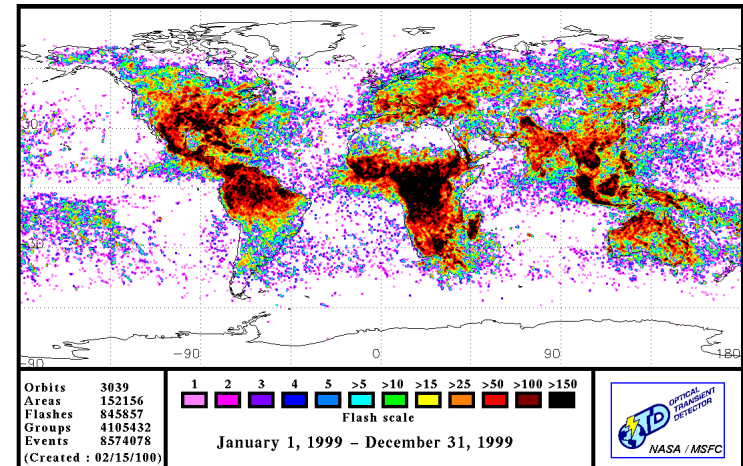 -90
-90 0 90 180
Orbits 3039
Areas 152156
Flashes 845857
Groups 4105432
Events 8574078
(Created : 02/15/100)
1 2 3 4 5 >5 >10 >15 >25 >50 >100 >150
Flash scale
January 1, 1999 – December 31, 1999
OTD
OPTICAL
TRANSIENT
DETECTOR
NASA / MSFC